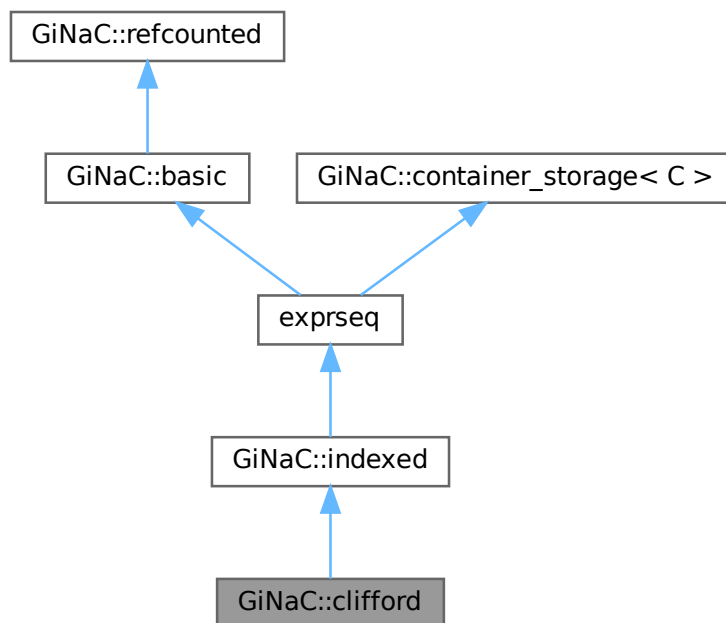 GiNaC::refcounted
GiNaC::basic
GiNaC::container_storage< C >
exprseq
GiNaC::indexed
GiNaC::clifford